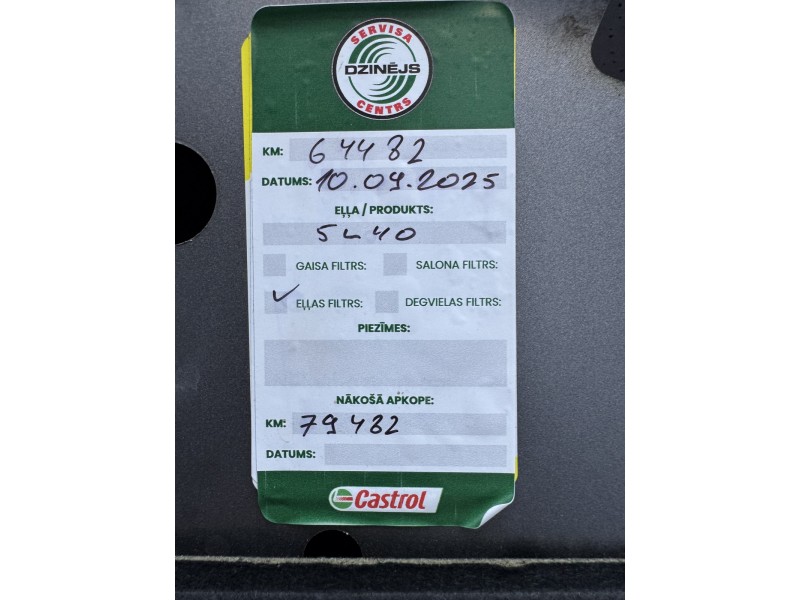 SERVISA
DZINĒJS
CENTRS
KM: 64482
DATUMS: 10.09.2025
EĻĻA / PRODUKTS:
5w40
GAISA FILTRS: SALONA FILTRS:
EĻĻAS FILTRS: DEGVIELAS FILTRS:
PIEZĪMES:
NĀKOŠĀ APKOPE:
KM: 79482
DATUMS:
Castrol